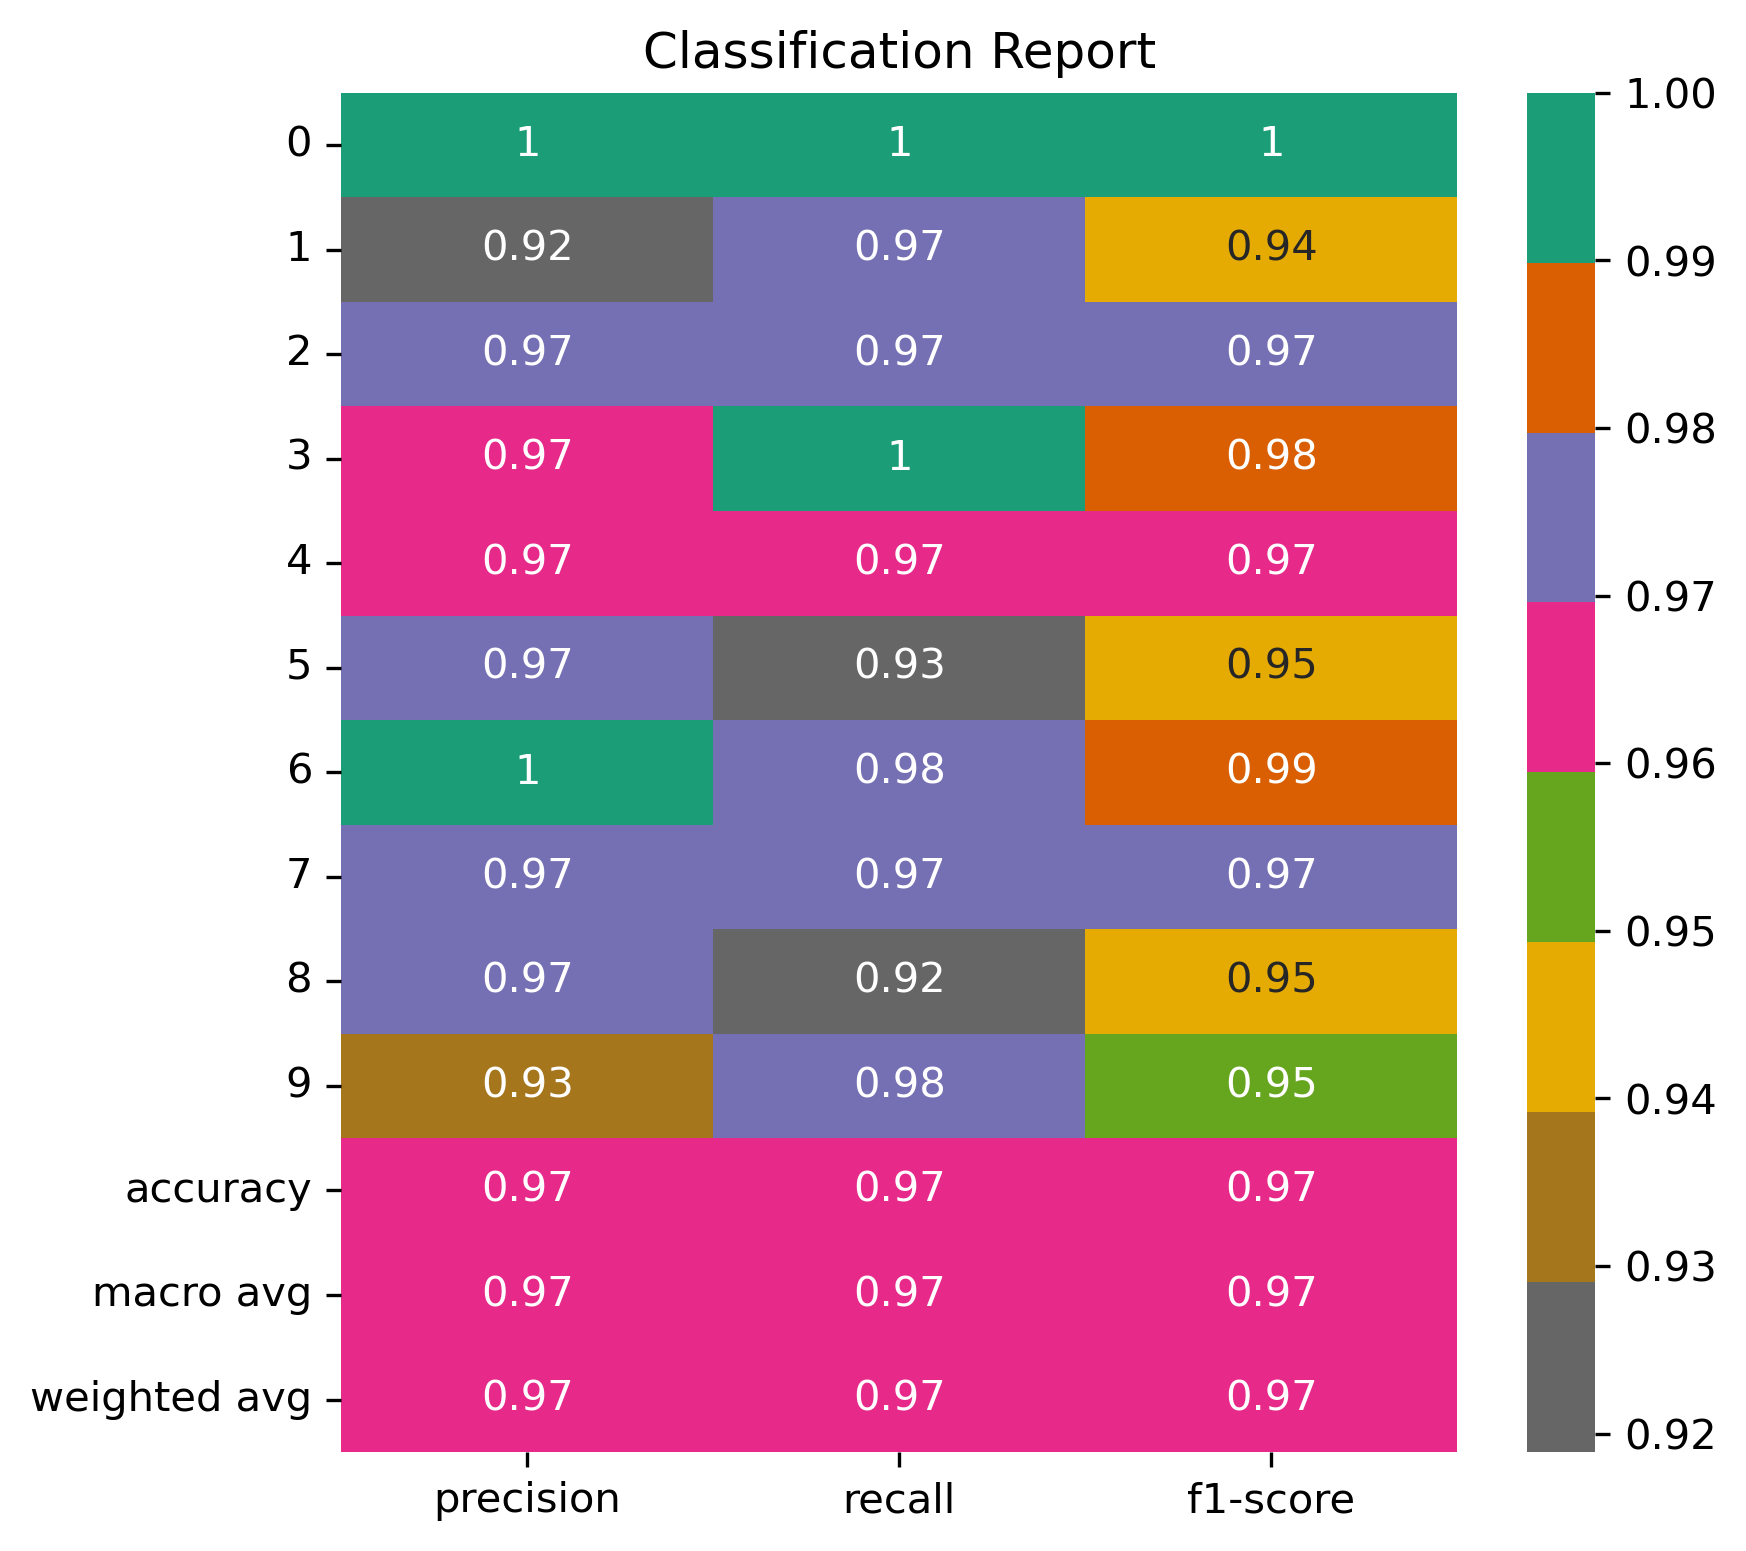 Classification Report
0 1 1 1
1 0.92 0.97 0.94
2 0.97 0.97 0.97
3 0.97 1 0.98
4 0.97 0.97 0.97
5 0.97 0.93 0.95
6 1 0.98 0.99
7 0.97 0.97 0.97
8 0.97 0.92 0.95
9 0.93 0.98 0.95
accuracy 0.97 0.97 0.97
macro avg 0.97 0.97 0.97
weighted avg 0.97 0.97 0.97
precision recall f1-score
1.00
0.99
0.98
0.97
0.96
0.95
0.94
0.93
0.92